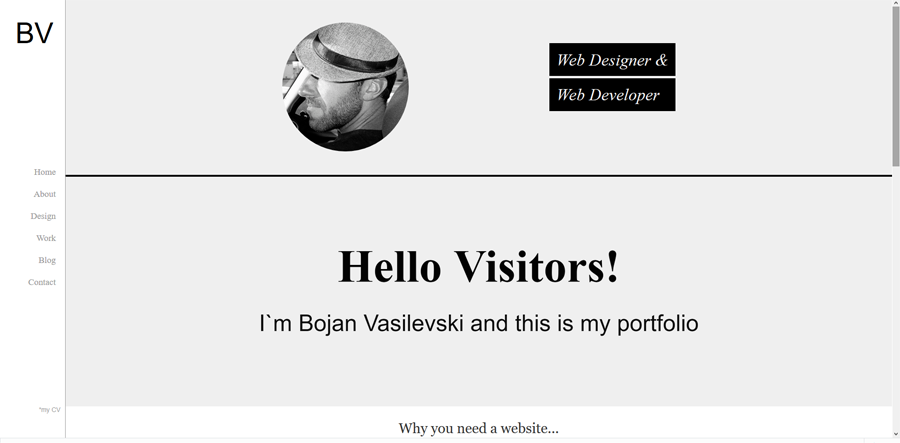 BV
Home
About
Design
Work
Blog
Contact
*my CV
Web Designer &
Web Developer
Hello Visitors!
I`m Bojan Vasilevski and this is my portfolio
Why you need a website...